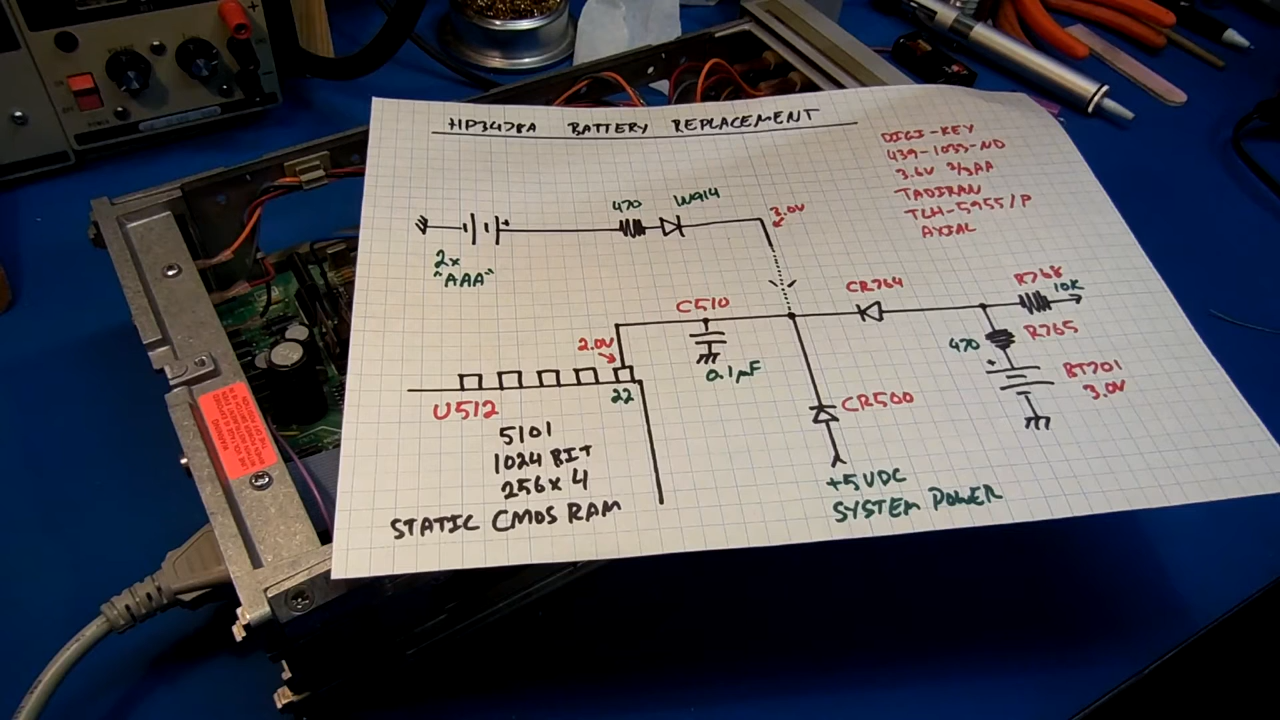 HP3478A BATTERY REPLACEMENT
DIGI-KEY
439-1033-ND
3.6V 2/3AA
TADIRAN
TLH-5955/P
AXIAL
470
3.0V
2x
"AAA"
C510
CR764
R768
10K
2.0V
0.1µF
470
R765
+
BT701
3.0V
U512
22
CR500
5101
1024 BIT
256x4
STATIC CMOS RAM
+5VDC
SYSTEM POWER